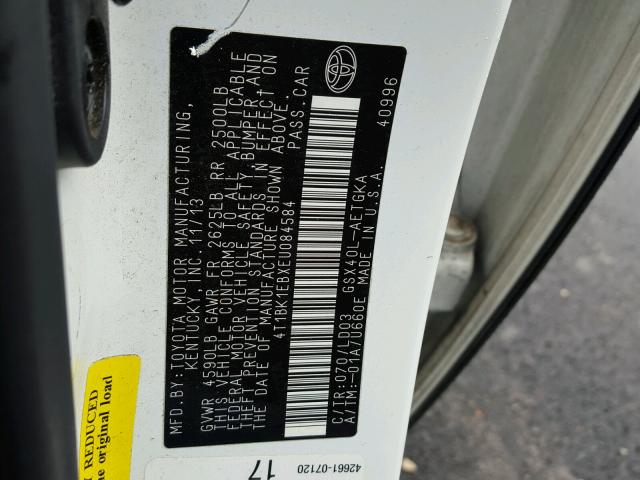 MFD.BY:TOYOTA MOTOR MANUFACTURING,
KENTUCKY, INC. 11/13
GVWR 4590LB GAWR FR 2625LB RR 2500LB
THIS VEHICLE CONFORMS TO ALL APPLICABLE
FEDERAL MOTOR VEHICLE SAFETY, BUMPER, AND
THEFT PREVENTION STANDARDS IN EFFECT ON
THE DATE OF MANUFACTURE SHOWN ABOVE.
4T1BK1EBXEU084584 PASS.CAR
C/TR:070/LD03 GSX40L-AETGKA
A/TM:-01A/U660E MADE IN U.S.A.
40996
REDUCED
the original load
42661-07120
17